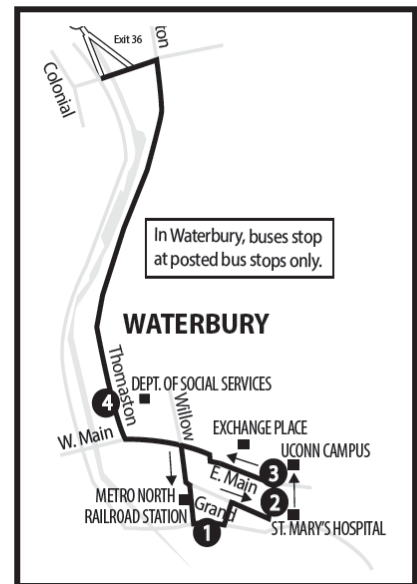 Exit 36
ton
Colonial
In Waterbury, buses stop
at posted bus stops only.
WATERBURY
Thomaston
4
DEPT. OF SOCIAL SERVICES
Willow
W. Main
EXCHANGE PLACE
UCONN CAMPUS
3
E. Main
METRO NORTH
RAILROAD STATION
Grand
2
1
ST. MARY'S HOSPITAL